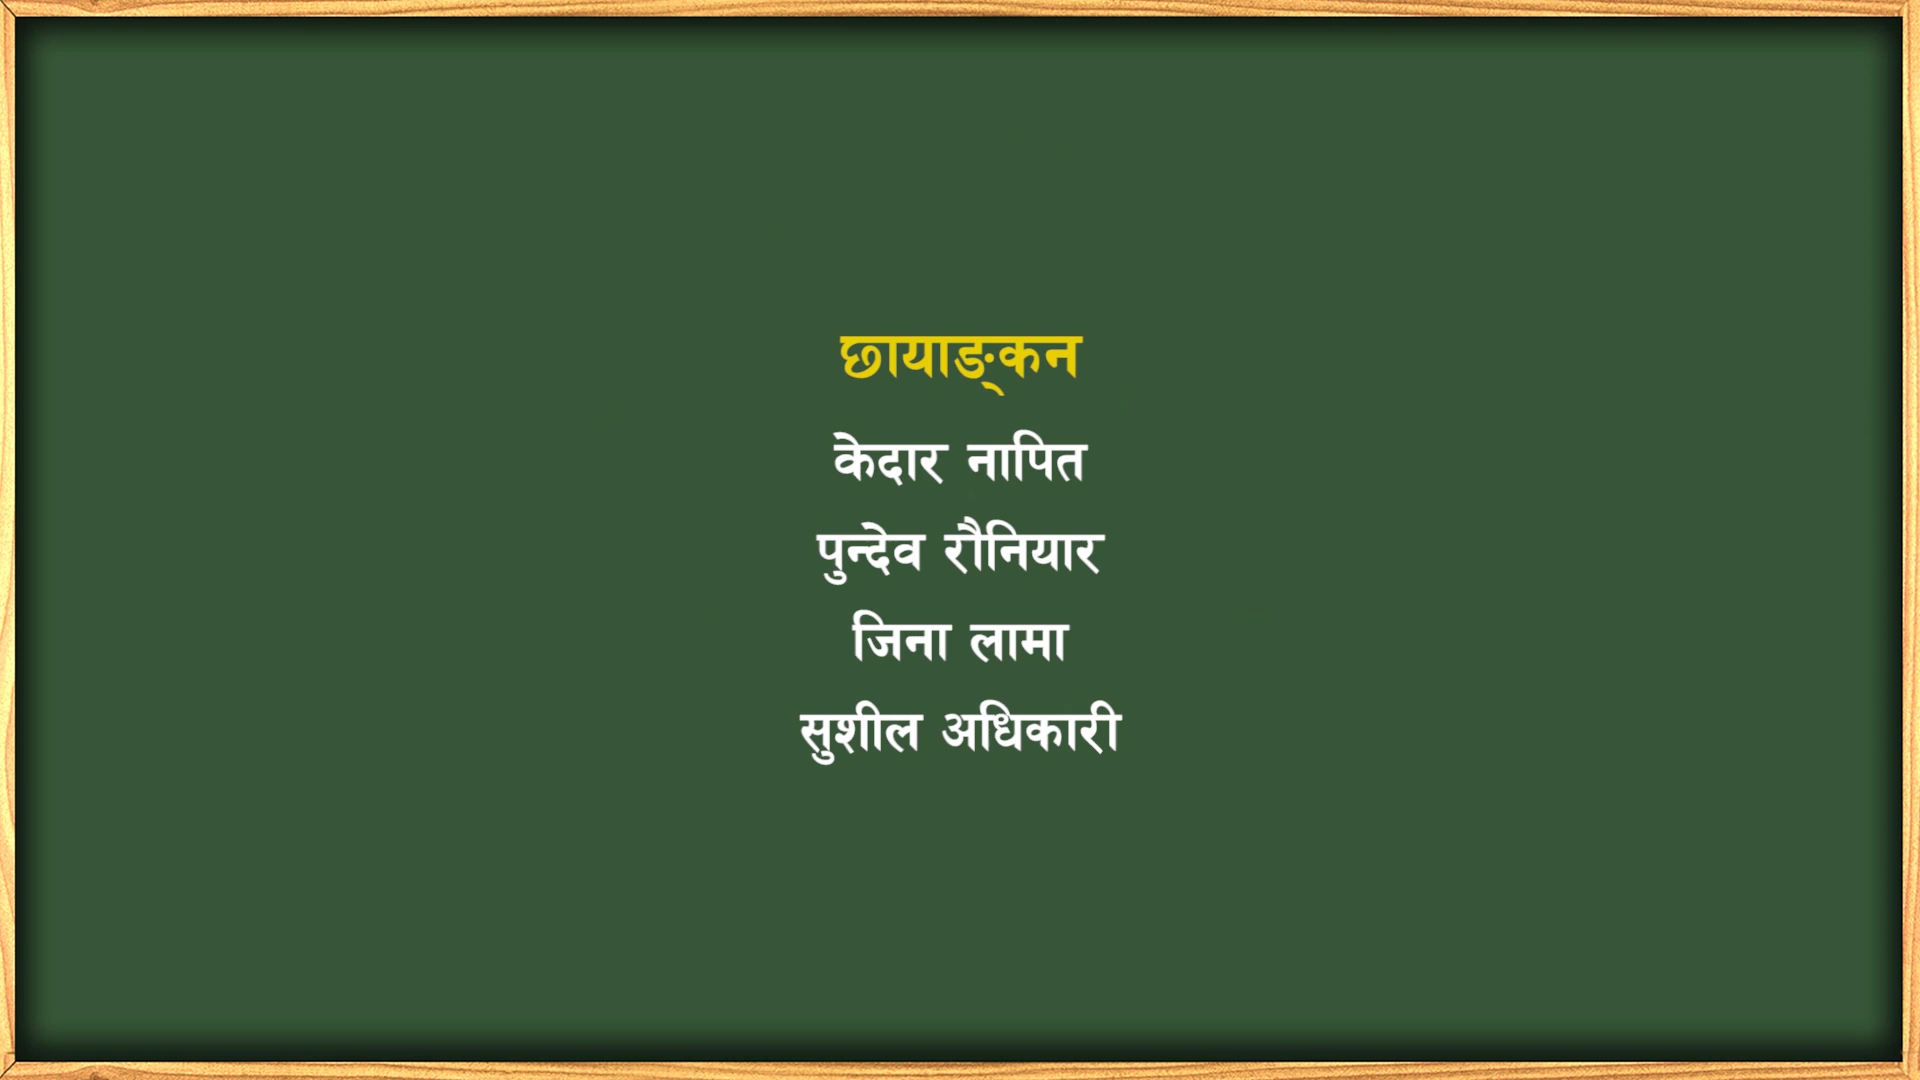 छायाङ्कन
केदार नापित
पुन्देव रौनियार
जिना लामा
सुशील अधिकारी